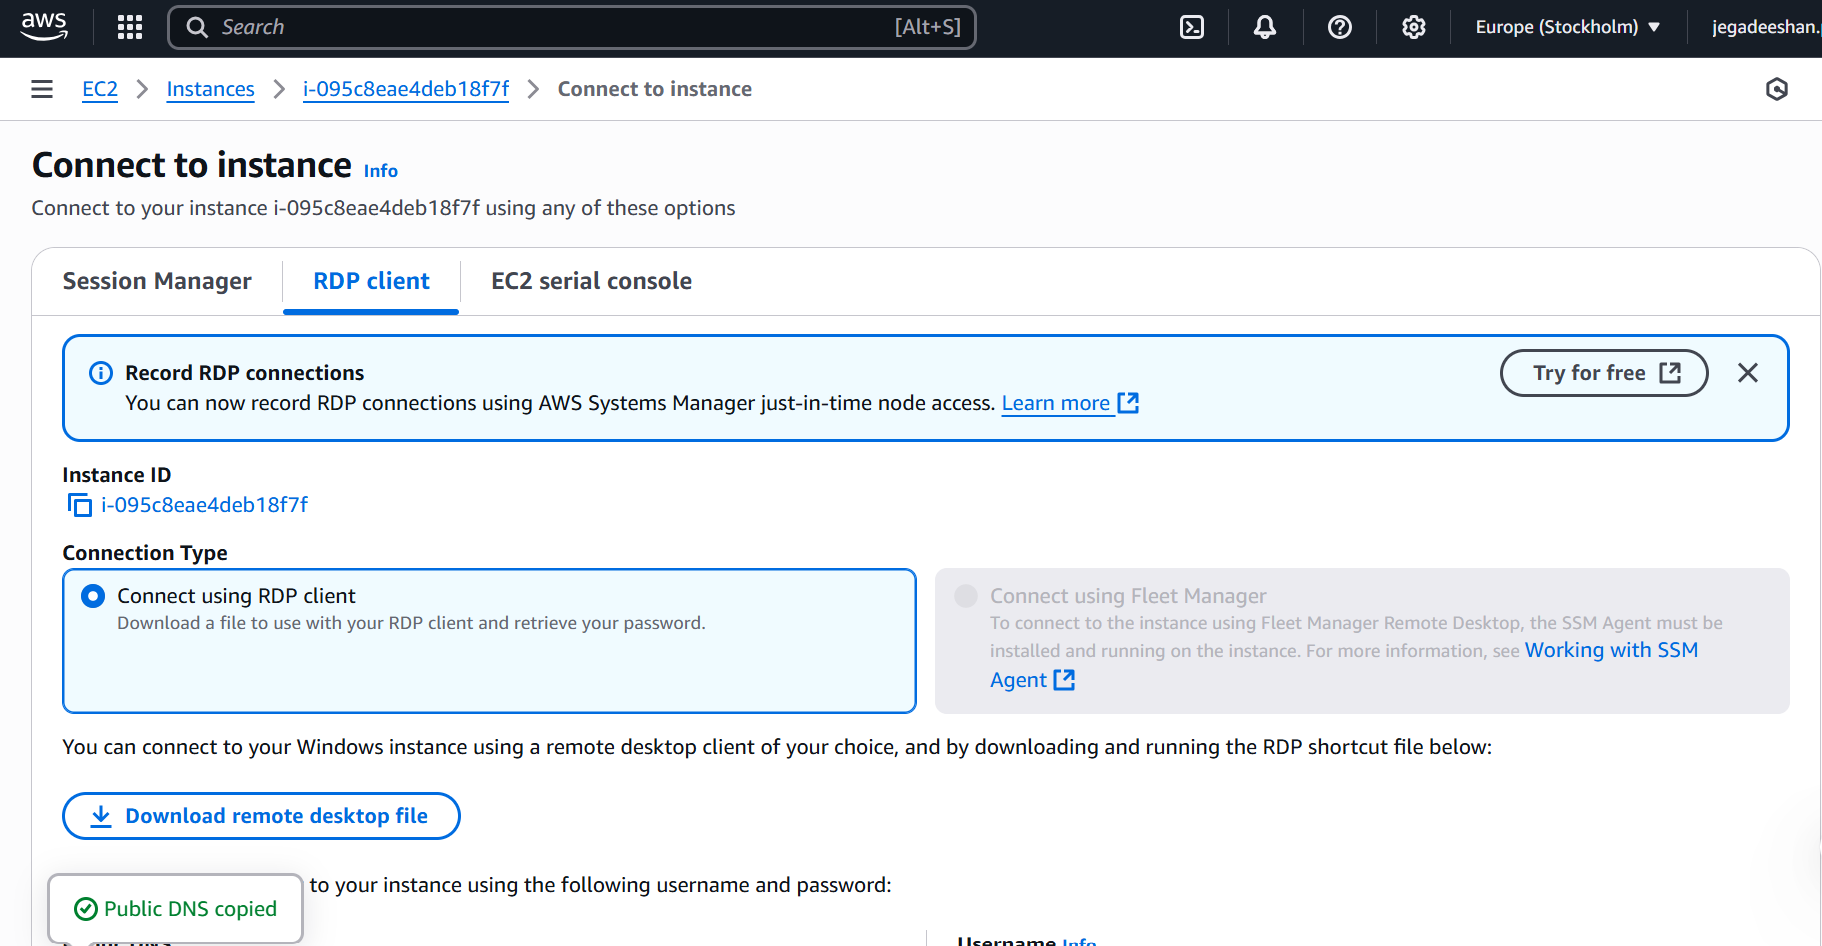 aws
Search [Alt+S]
Europe (Stockholm)
jegadeeshan.
EC2 Instances i-095c8eae4deb18f7f Connect to instance
Connect to instance Info
Connect to your instance i-095c8eae4deb18f7f using any of these options
Session Manager RDP client EC2 serial console
Record RDP connections
You can now record RDP connections using AWS Systems Manager just-in-time node access. Learn more
Try for free
Instance ID
i-095c8eae4deb18f7f
Connection Type
Connect using RDP client
Download a file to use with your RDP client and retrieve your password.
Connect using Fleet Manager
To connect to the instance using Fleet Manager Remote Desktop, the SSM Agent must be
installed and running on the instance. For more information, see Working with SSM
Agent
You can connect to your Windows instance using a remote desktop client of your choice, and by downloading and running the RDP shortcut file below:
Download remote desktop file
to your instance using the following username and password:
Public DNS copied
Username Info